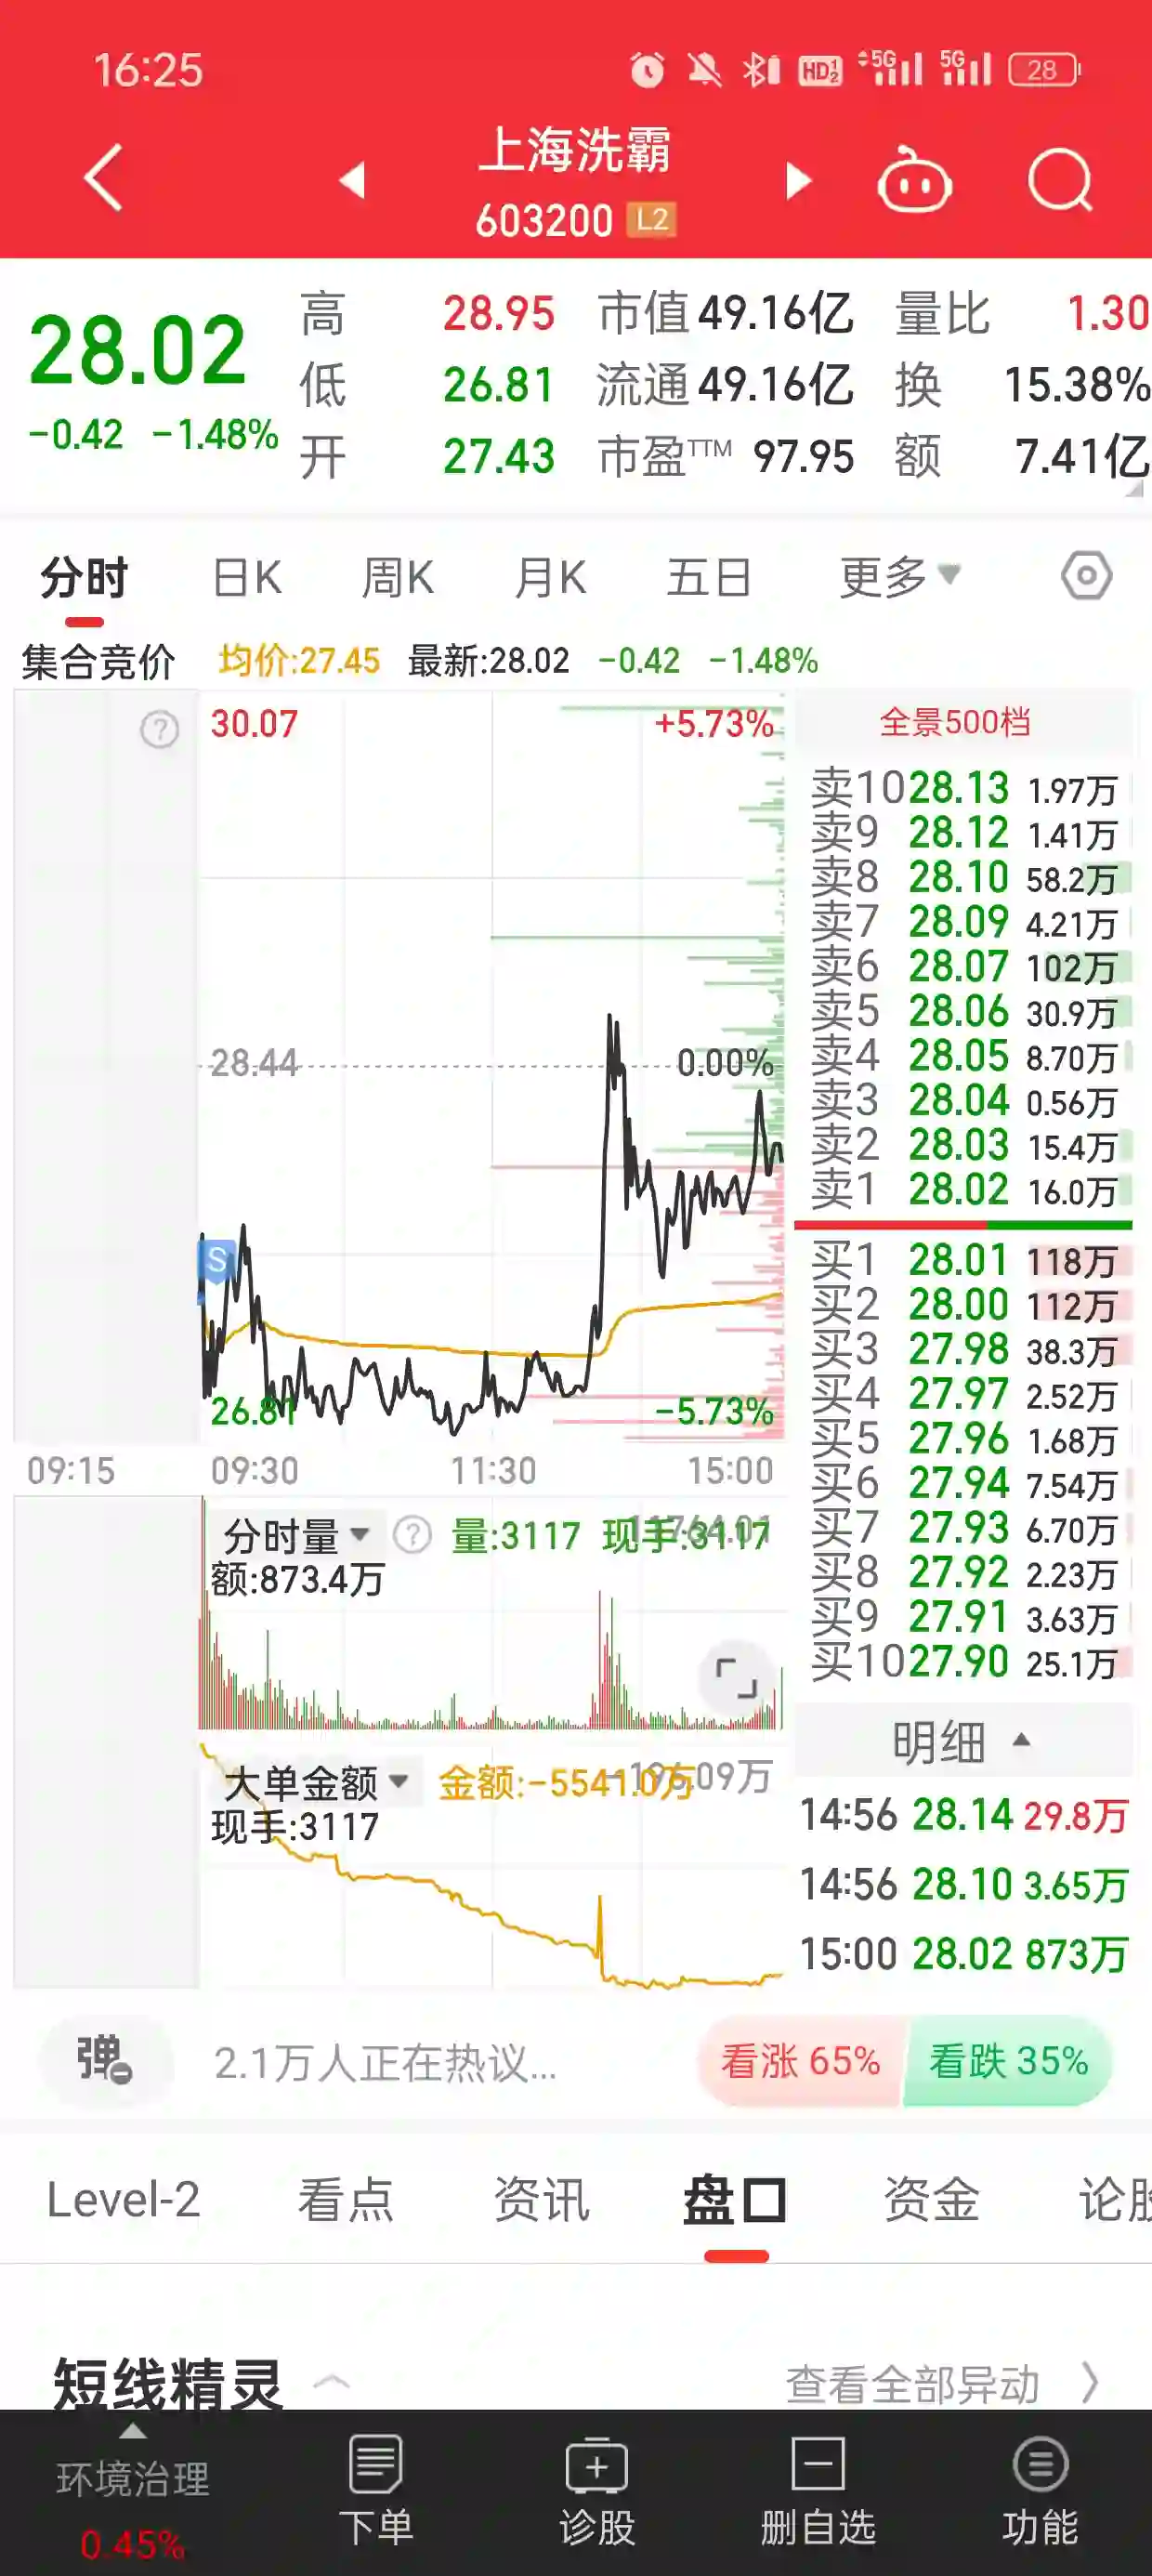 16:25
HD 1 2 5G 5G 28
上海洗霸
603200 L2
28.02
-0.42 -1.48%
高 28.95 市值 49.16亿 量比 1.30
低 26.81 流通 49.16亿 换 15.38%
开 27.43 市盈TTM 97.95 额 7.41亿
分时 日K 周K 月K 五日 更多
集合竞价 均价:27.45 最新:28.02 -0.42 -1.48%
? 30.07 +5.73%
28.44 0.00%
S
26.81 -5.73%
09:15 09:30 11:30 15:00
全景500档
卖10 28.13 1.97万
卖9 28.12 1.41万
卖8 28.10 58.2万
卖7 28.09 4.21万
卖6 28.07 102万
卖5 28.06 30.9万
卖4 28.05 8.70万
卖3 28.04 0.56万
卖2 28.03 15.4万
卖1 28.02 16.0万
买1 28.01 118万
买2 28.00 112万
买3 27.98 38.3万
买4 27.97 2.52万
买5 27.96 1.68万
买6 27.94 7.54万
买7 27.93 6.70万
买8 27.92 2.23万
买9 27.91 3.63万
买10 27.90 25.1万
分时量 ? 量:3117 现手:3117
额:873.4万
大单金额 金额:-5541.0万
现手:3117
明细
14:56 28.14 29.8万
14:56 28.10 3.65万
15:00 28.02 873万
弹 2.1万人正在热议... 看涨 65% 看跌 35%
Level-2 看点 资讯 盘口 资金 论股
短线精灵 查看全部异动
环境治理 下单 诊股 删自选 功能
0.45%